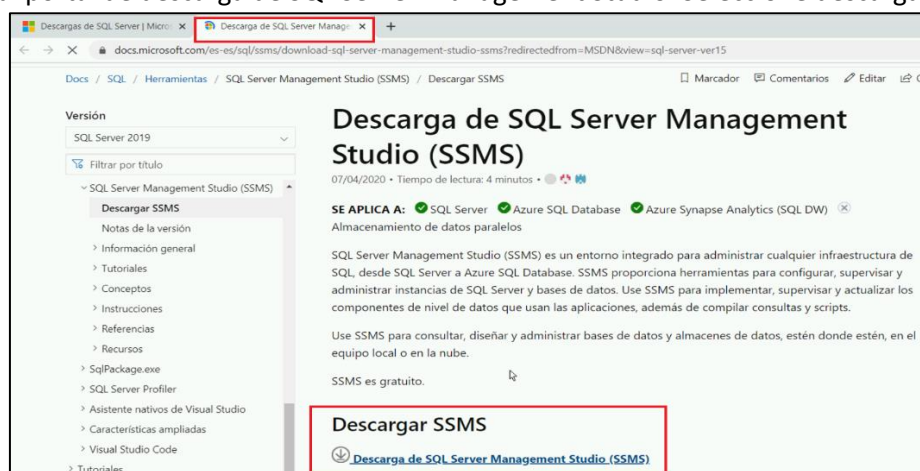 Descargas de SQL Server | Micros
Descarga de SQL Server Manage
docs.microsoft.com/es-es/sql/ssms/download-sql-server-management-studio-ssms?redirectedfrom=MSDN&view=sql-server-ver15
Docs / SQL / Herramientas / SQL Server Management Studio (SSMS) / Descargar SSMS
Marcador Comentarios Editar
Versión
SQL Server 2019
Filtrar por título
SQL Server Management Studio (SSMS)
Descargar SSMS
Notas de la versión
Información general
Tutoriales
Conceptos
Instrucciones
Referencias
Recursos
SqlPackage.exe
SQL Server Profiler
Asistente nativos de Visual Studio
Características ampliadas
Visual Studio Code
Tutoriales
Descarga de SQL Server Management
Studio (SSMS)
07/04/2020 • Tiempo de lectura: 4 minutos •
SE APLICA A: SQL Server Azure SQL Database Azure Synapse Analytics (SQL DW)
Almacenamiento de datos paralelos
SQL Server Management Studio (SSMS) es un entorno integrado para administrar cualquier infraestructura de
SQL, desde SQL Server a Azure SQL Database. SSMS proporciona herramientas para configurar, supervisar y
administrar instancias de SQL Server y bases de datos. Use SSMS para implementar, supervisar y actualizar los
componentes de nivel de datos que usan las aplicaciones, además de compilar consultas y scripts.
Use SSMS para consultar, diseñar y administrar bases de datos y almacenes de datos, estén donde estén, en el
equipo local o en la nube.
SSMS es gratuito.
Descargar SSMS
Descarga de SQL Server Management Studio (SSMS)